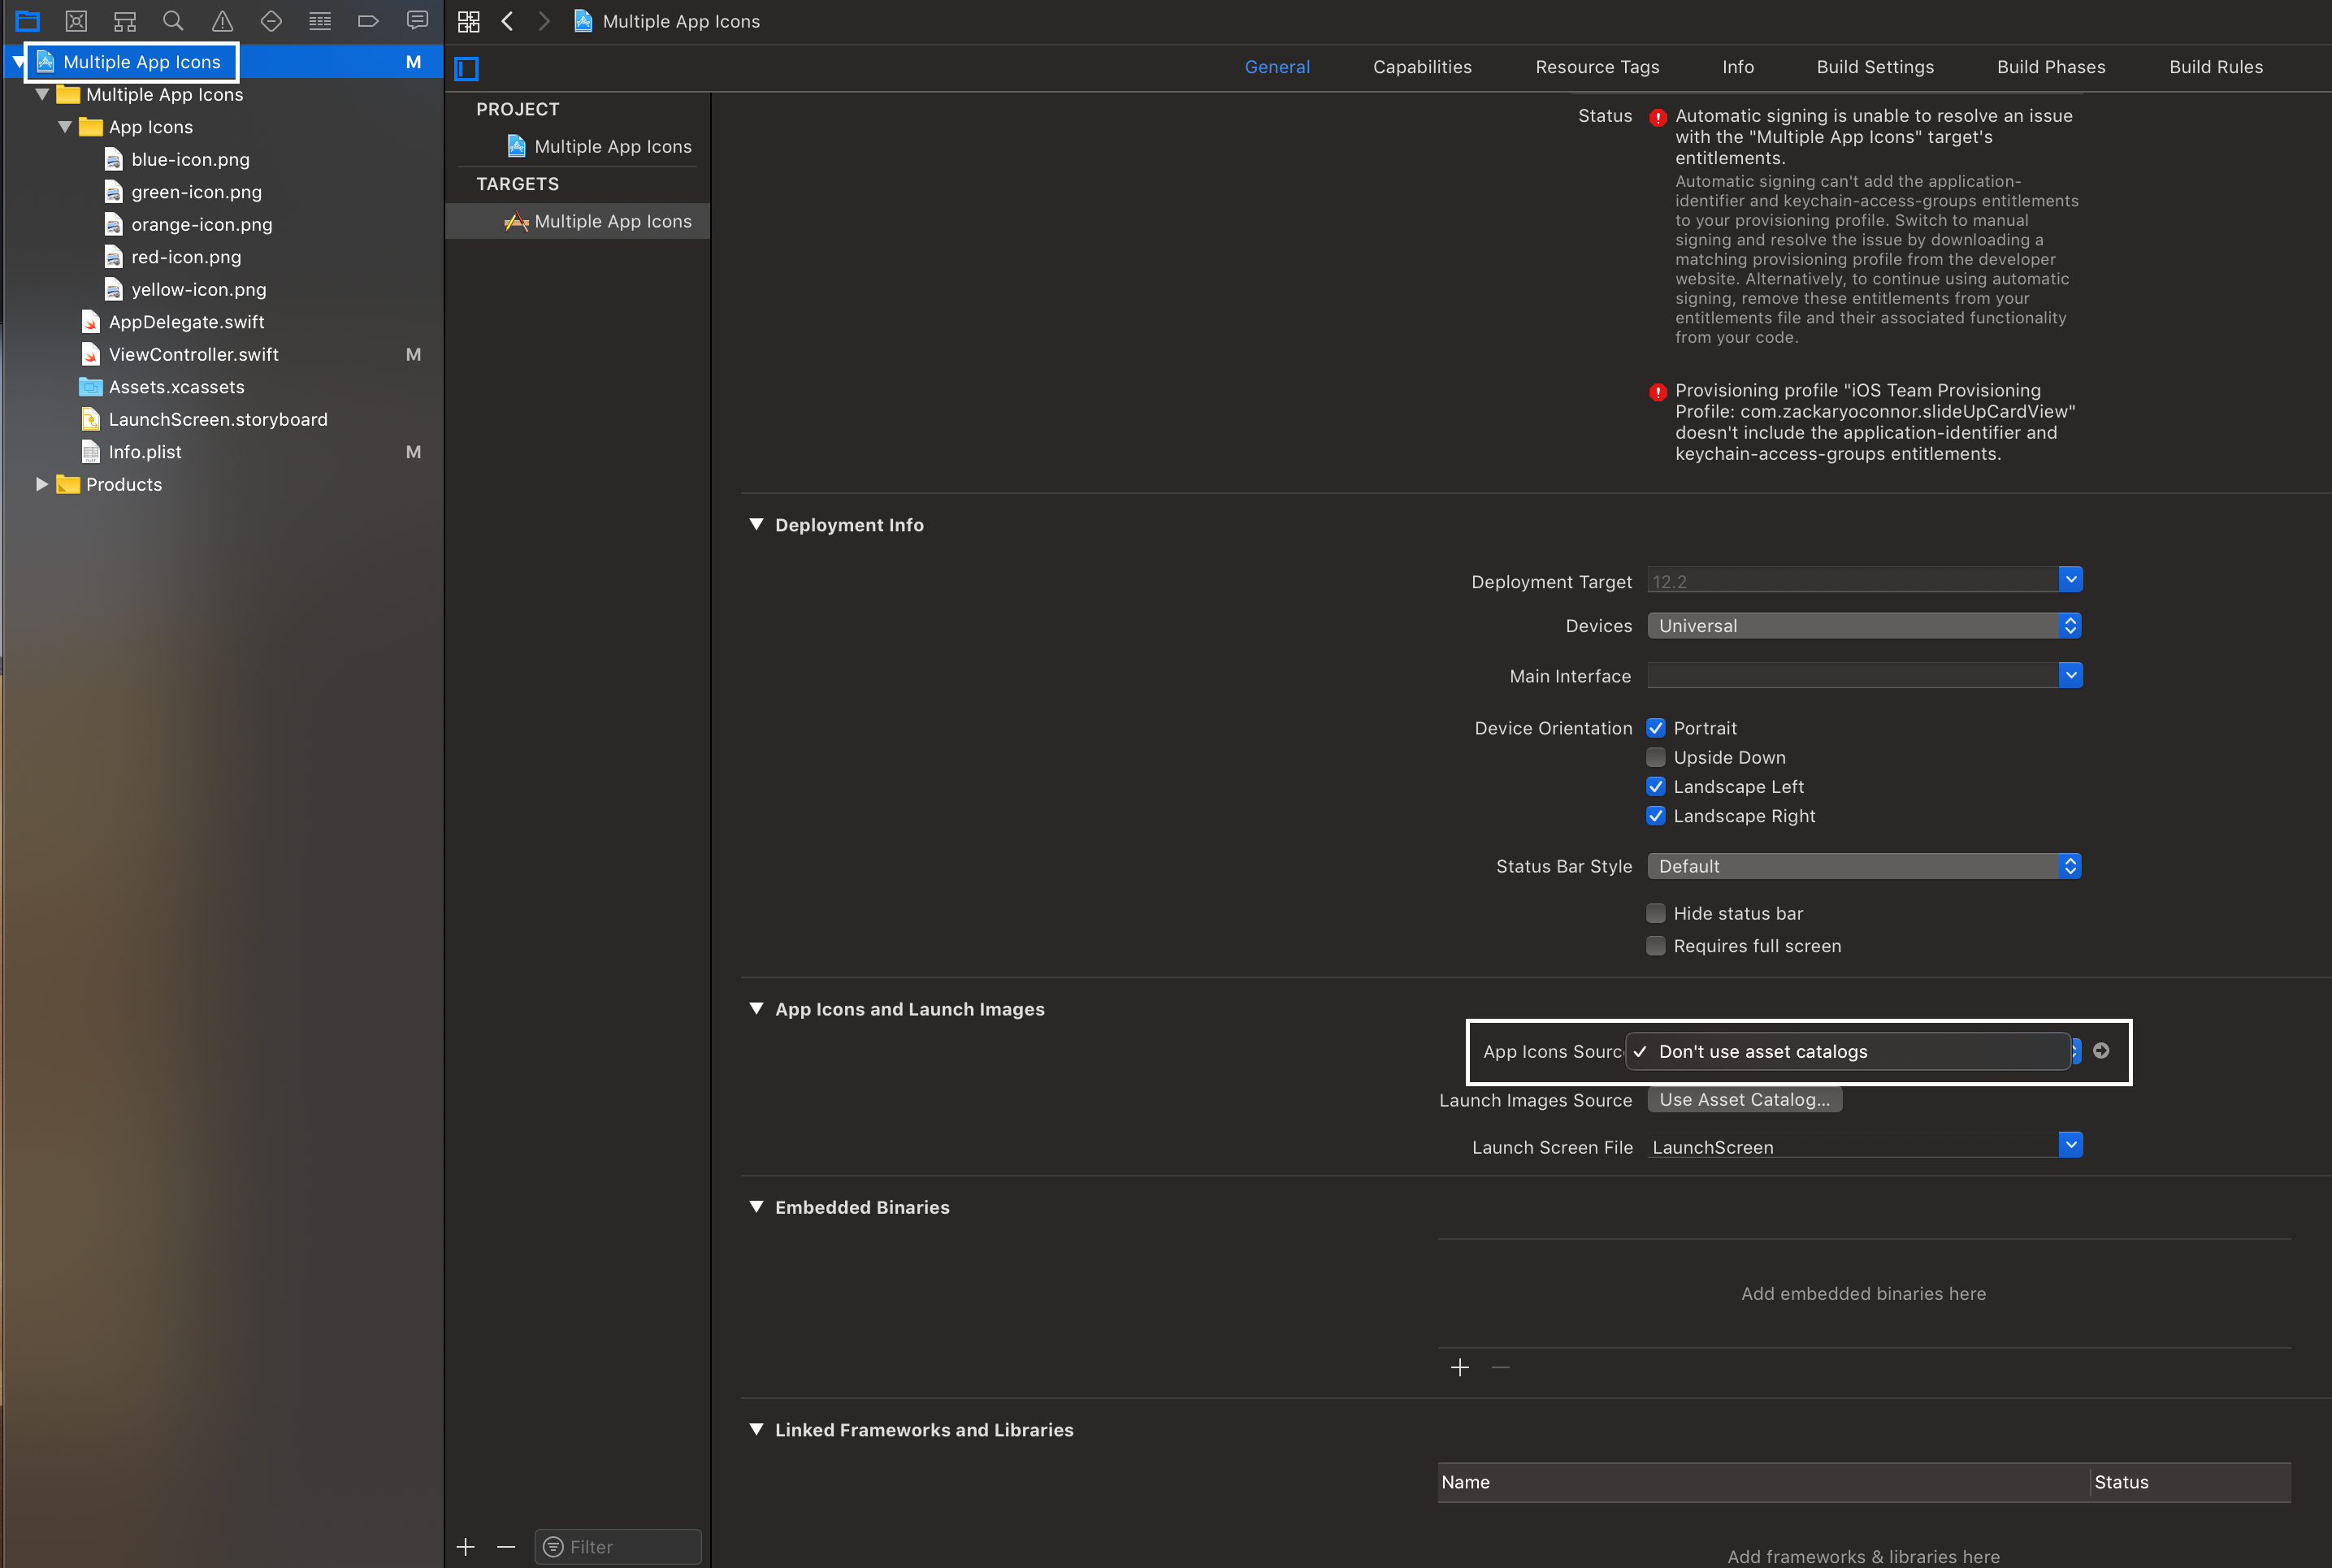 Multiple App Icons
Multiple App Icons M
Multiple App Icons
App Icons
blue-icon.png
green-icon.png
orange-icon.png
red-icon.png
yellow-icon.png
AppDelegate.swift
ViewController.swift M
Assets.xcassets
LaunchScreen.storyboard
Info.plist M
Products
General Capabilities Resource Tags Info Build Settings Build Phases Build Rules
PROJECT
Multiple App Icons
TARGETS
Multiple App Icons
Filter
Status
Automatic signing is unable to resolve an issue
with the "Multiple App Icons" target's
entitlements.
Automatic signing can't add the application-
identifier and keychain-access-groups entitlements
to your provisioning profile. Switch to manual
signing and resolve the issue by downloading a
matching provisioning profile from the developer
website. Alternatively, to continue using automatic
signing, remove these entitlements from your
entitlements file and their associated functionality
from your code.
Provisioning profile "iOS Team Provisioning
Profile: com.zackaryoconnor.slideUpCardView"
doesn't include the application-identifier and
keychain-access-groups entitlements.
Deployment Info
Deployment Target 12.2
Devices Universal
Main Interface
Device Orientation Portrait
Upside Down
Landscape Left
Landscape Right
Status Bar Style Default
Hide status bar
Requires full screen
App Icons and Launch Images
App Icons Sourc ✓ Don't use asset catalogs
Launch Images Source Use Asset Catalog...
Launch Screen File LaunchScreen
Embedded Binaries
Add embedded binaries here
Linked Frameworks and Libraries
Name Status
Add frameworks & libraries here